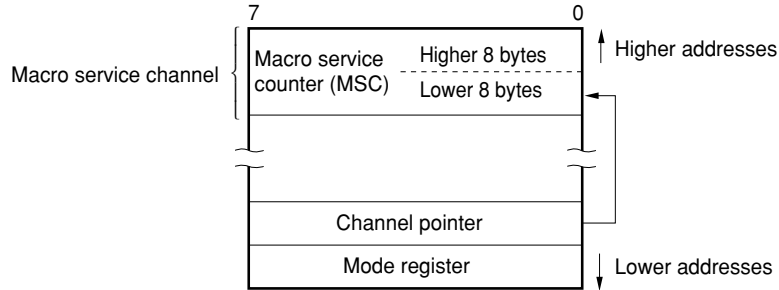 7 0
Macro service channel
Macro service
counter (MSC)
Higher 8 bytes
Lower 8 bytes
Higher addresses
Channel pointer
Mode register
Lower addresses